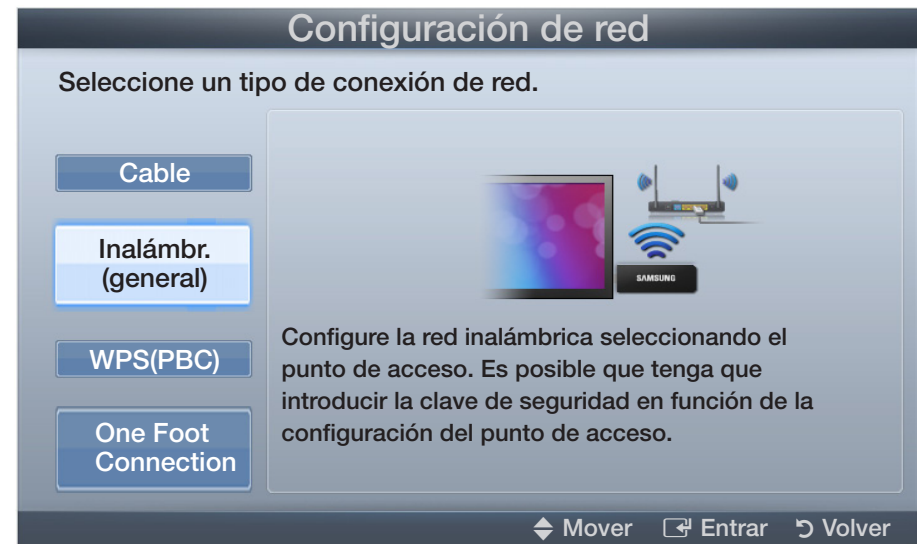 Configuración de red
Seleccione un tipo de conexión de red.
Cable
Inalámbr.
(general)
WPS(PBC)
One Foot
Connection
SAMSUNG
Configure la red inalámbrica seleccionando el
punto de acceso. Es posible que tenga que
introducir la clave de seguridad en función de la
configuración del punto de acceso.
Mover Entrar Volver